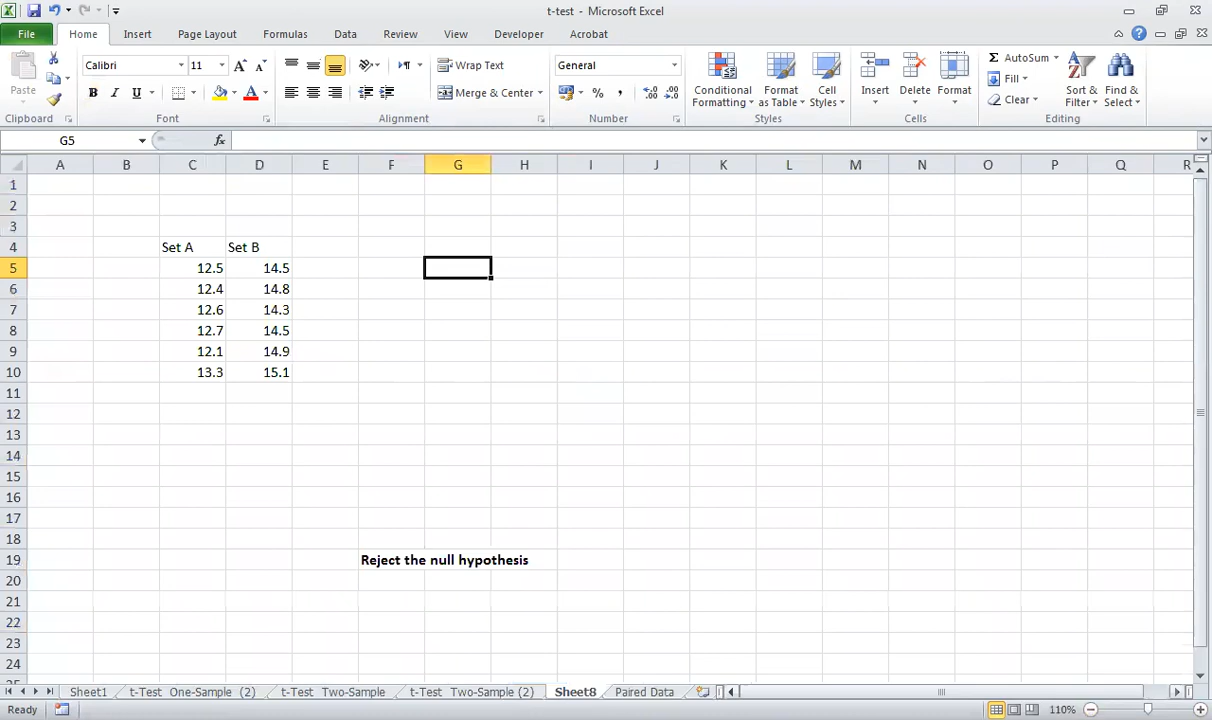 t-test - Microsoft Excel
File Home Insert Page Layout Formulas Data Review View Developer Acrobat
Paste
Calibri 11
B I U A
Wrap Text
Merge & Center
General
% ,
Conditional Formatting
Format as Table
Cell Styles
Insert Delete Format
Σ AutoSum
Fill
Clear
Sort & Filter
Find & Select
Clipboard Font Alignment Number Styles Cells Editing
G5 fx
A B C D E F G H I J K L M N O P Q R
1
2
3
4 Set A Set B
5 12.5 14.5
6 12.4 14.8
7 12.6 14.3
8 12.7 14.5
9 12.1 14.9
10 13.3 15.1
11
12
13
14
15
16
17
18
19 Reject the null hypothesis
20
21
22
23
24
Sheet1 t-Test One-Sample (2) t-Test Two-Sample t-Test Two-Sample (2) Sheet8 Paired Data
Ready 110%